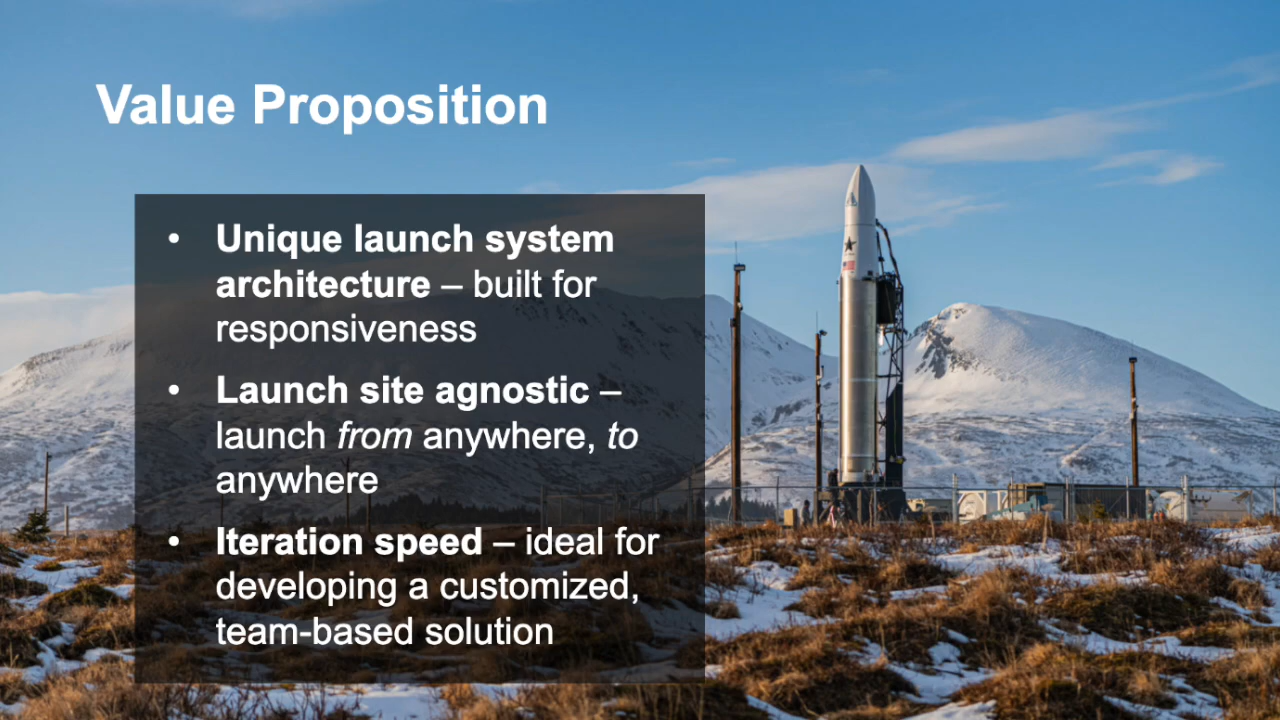 Value Proposition
• Unique launch system
architecture – built for
responsiveness
• Launch site agnostic –
launch from anywhere, to
anywhere
• Iteration speed – ideal for
developing a customized,
team-based solution